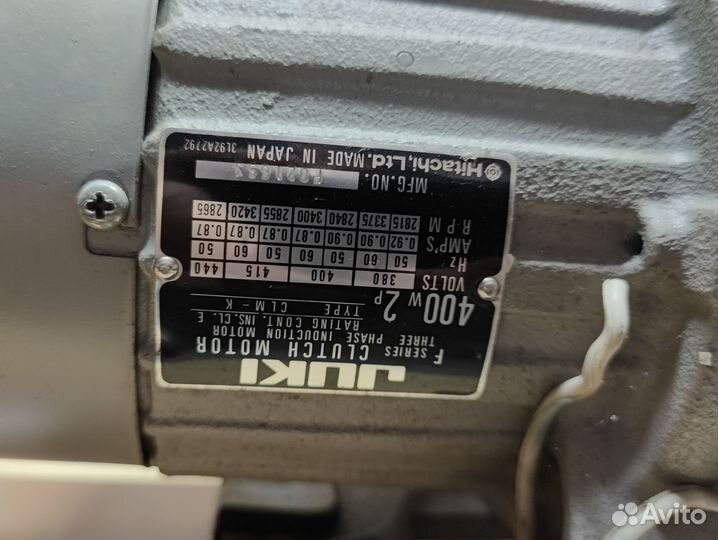 JUKI
F SERIES CLUTCH MOTOR
THREE PHASE INDUCTION MOTOR
RATING CONT. INS. CL. E
400W 2P TYPE CLM-K
VOLTS 380 400 415 440
Hz 50 60 50 60 50 60 50
AMP'S 0.92 0.90 0.90 0.87 0.87 0.87 0.87
R·P·M 2815 3375 2840 3400 2855 3420 2865
MFG.NO.
Hitachi, Ltd. MADE IN JAPAN 3L92A2792
Avito